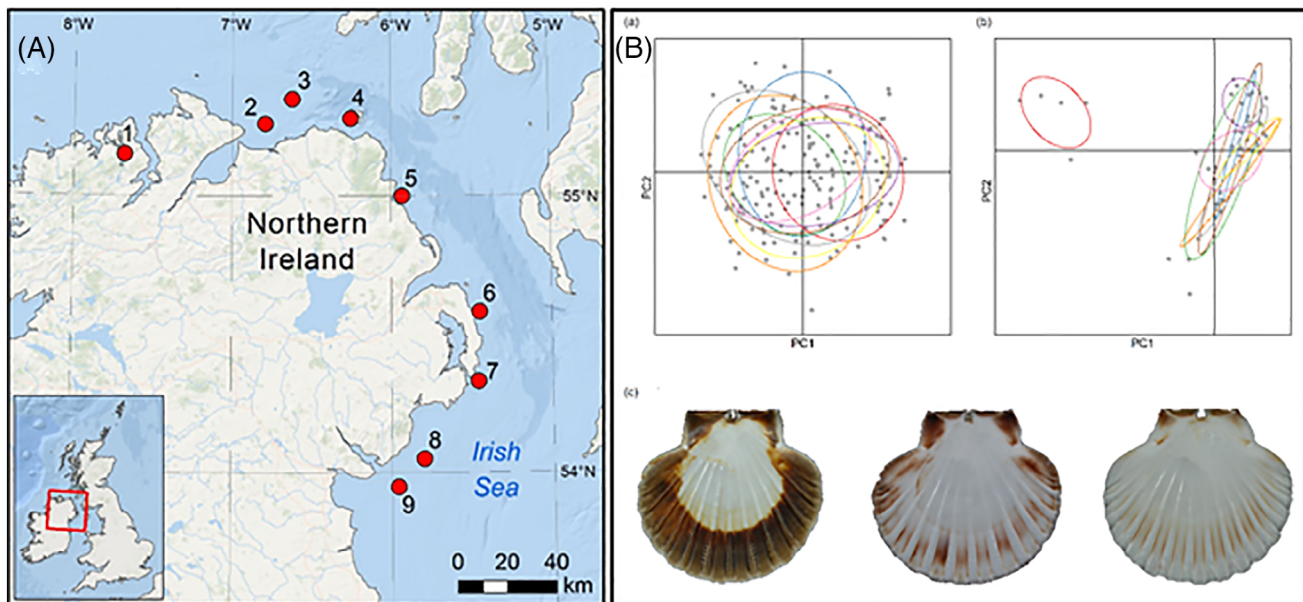 8°W 7°W 6°W 5°W
(A)
3
2
4
1
5
55°N
Northern
Ireland
6
7
8
Irish
Sea
54°N
9
0 20 40
km
(a) (b)
(B)
PC2
PC1
PC2
PC1
(c)